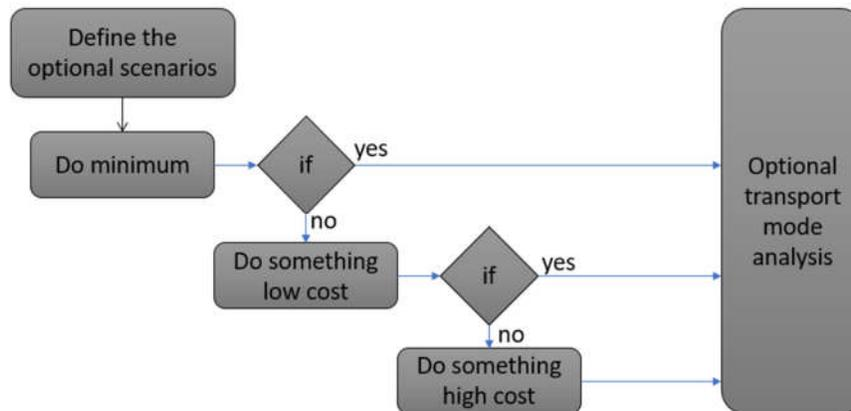 Define the
optional scenarios
Do minimum
if
yes
no
Do something
low cost
if
yes
no
Do something
high cost
Optional
transport
mode
analysis